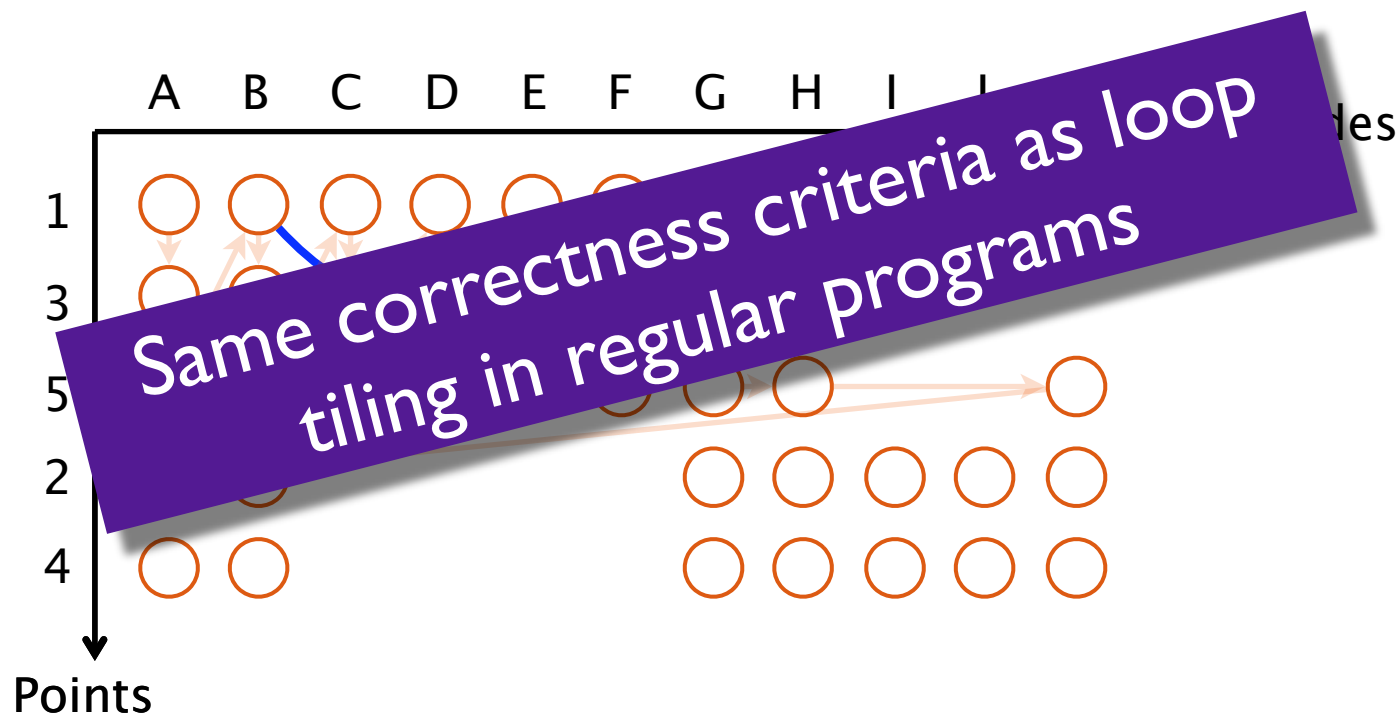 A B C D E F G H I
1
3
5
2
4
Points
Same correctness criteria as loop
tiling in regular programs